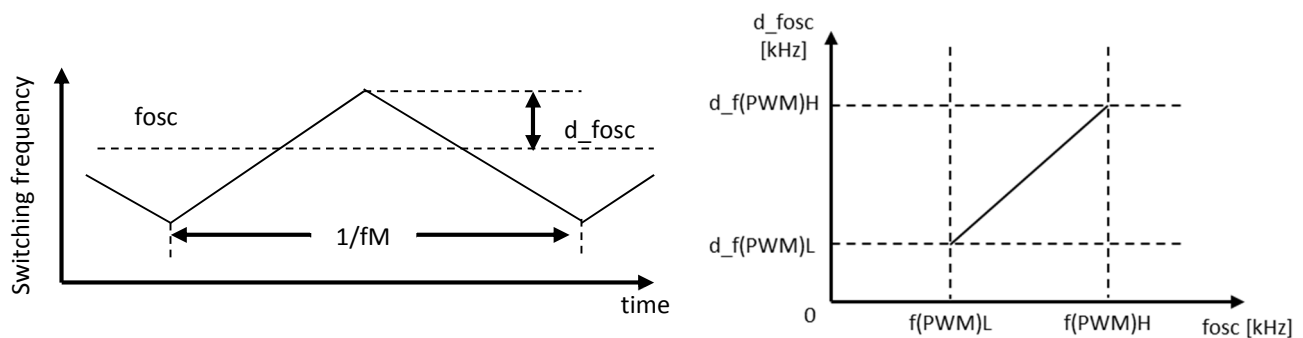 Switching frequency
fosc
d_fosc
1/fM
time
d_fosc
[kHz]
d_f(PWM)H
d_f(PWM)L
0
f(PWM)L
f(PWM)H
fosc [kHz]